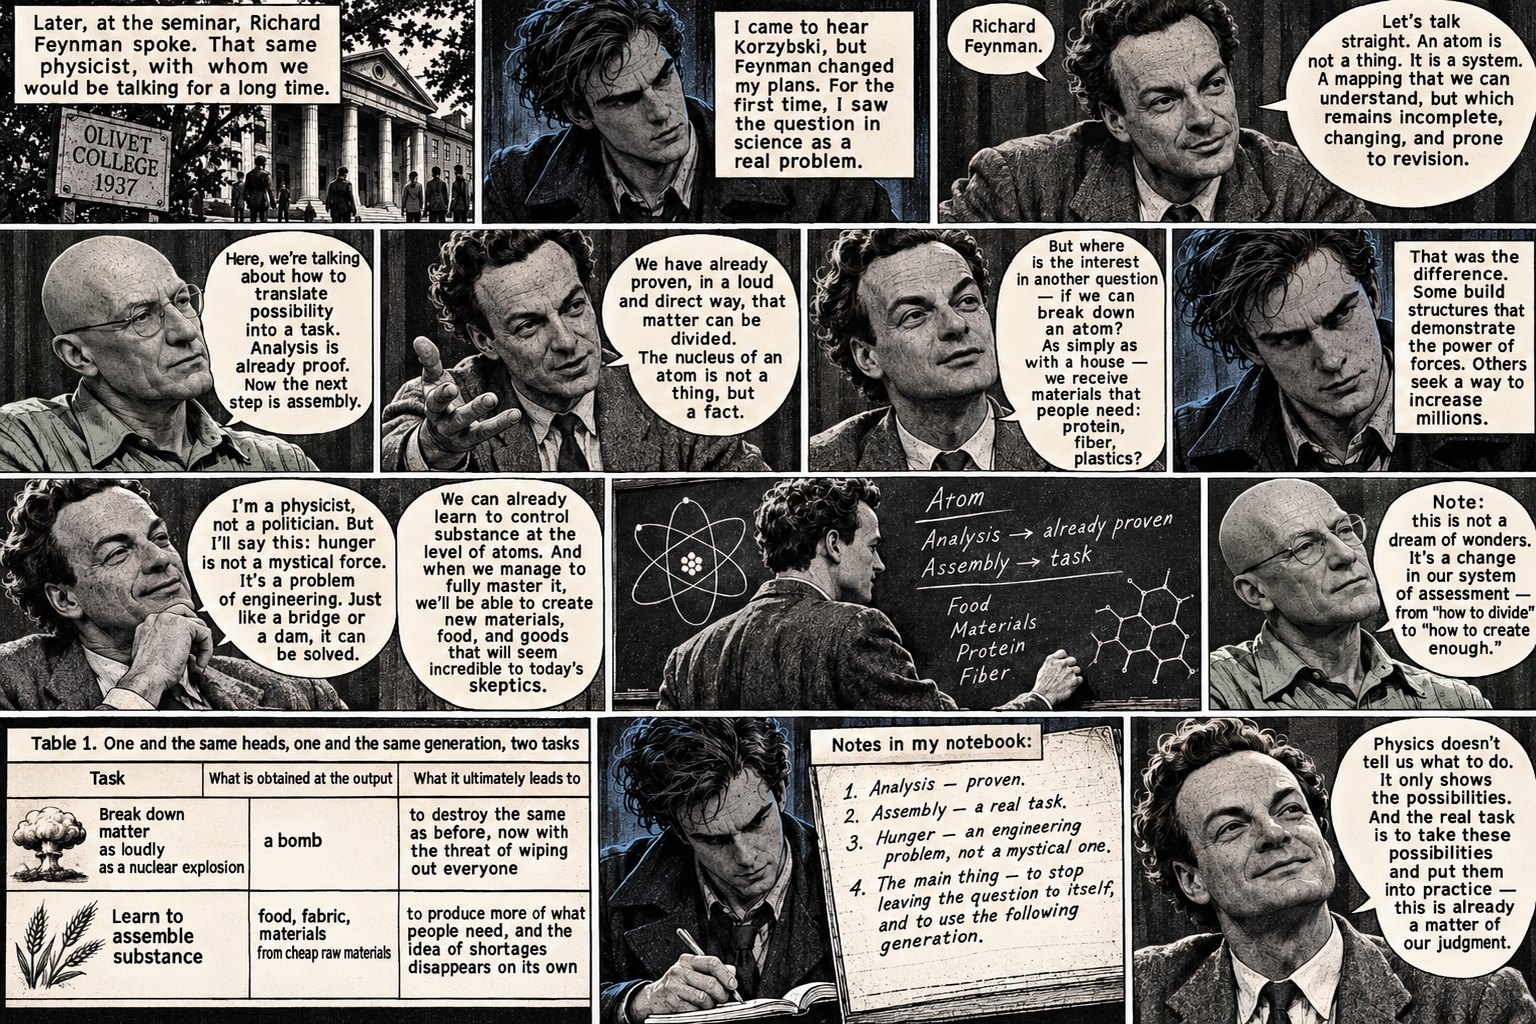 Later, at the seminar, Richard
Feynman spoke. That same
physicist, with whom we
would be talking for a long time.
OLIVET
COLLEGE
1937
I came to hear
Korzybski, but
Feynman changed
my plans. For the
first time, I saw
the question in
science as a
real problem.
Richard
Feynman.
Let's talk
straight. An atom is
not a thing. It is a system.
A mapping that we can
understand, but which
remains incomplete,
changing, and prone
to revision.
Here, we're talking
about how to
translate
possibility
into a task.
Analysis is
already proof.
Now the next
step is assembly.
We have already
proven, in a loud
and direct way, that
matter can be
divided.
The nucleus of an
atom is not a
thing, but
a fact.
But where
is the interest
in another question
— if we can
break down
an atom?
As simply as
with a house —
we receive
materials that
people need:
protein,
fiber,
plastics?
That was the
difference.
Some build
structures that
demonstrate
the power of
forces. Others
seek a way to
increase
millions.
I'm a physicist,
not a politician. But
I'll say this: hunger
is not a mystical force.
It's a problem
of engineering. Just
like a bridge or
a dam, it can
be solved.
We can already
learn to control
substance at the
level of atoms. And
when we manage to
fully master it,
we'll be able to create
new materials,
food, and goods
that will seem
incredible to today's
skeptics.
Atom
Analysis → already proven
Assembly → task
Food
Materials
Protein
Fiber
Note:
this is not a
dream of wonders.
It's a change
in our system
of assessment —
from "how to divide"
to "how to create
enough."
Table 1. One and the same heads, one and the same generation, two tasks
Task
What is obtained at the output
What it ultimately leads to
Break down
matter
as loudly
as a nuclear explosion
a bomb
to destroy the same
as before, now with
the threat of wiping
out everyone
Learn to
assemble
substance
food, fabric,
materials
from cheap raw materials
to produce more of what
people need, and the
idea of shortages
disappears on its own
Notes in my notebook:
1. Analysis — proven.
2. Assembly — a real task.
3. Hunger — an engineering
problem, not a mystical one.
4. The main thing — to stop
leaving the question to itself,
and to use the following
generation.
Physics doesn't
tell us what to do.
It only shows
the possibilities.
And the real task
is to take these
possibilities
and put them
into practice —
this is already
a matter of
our judgment.